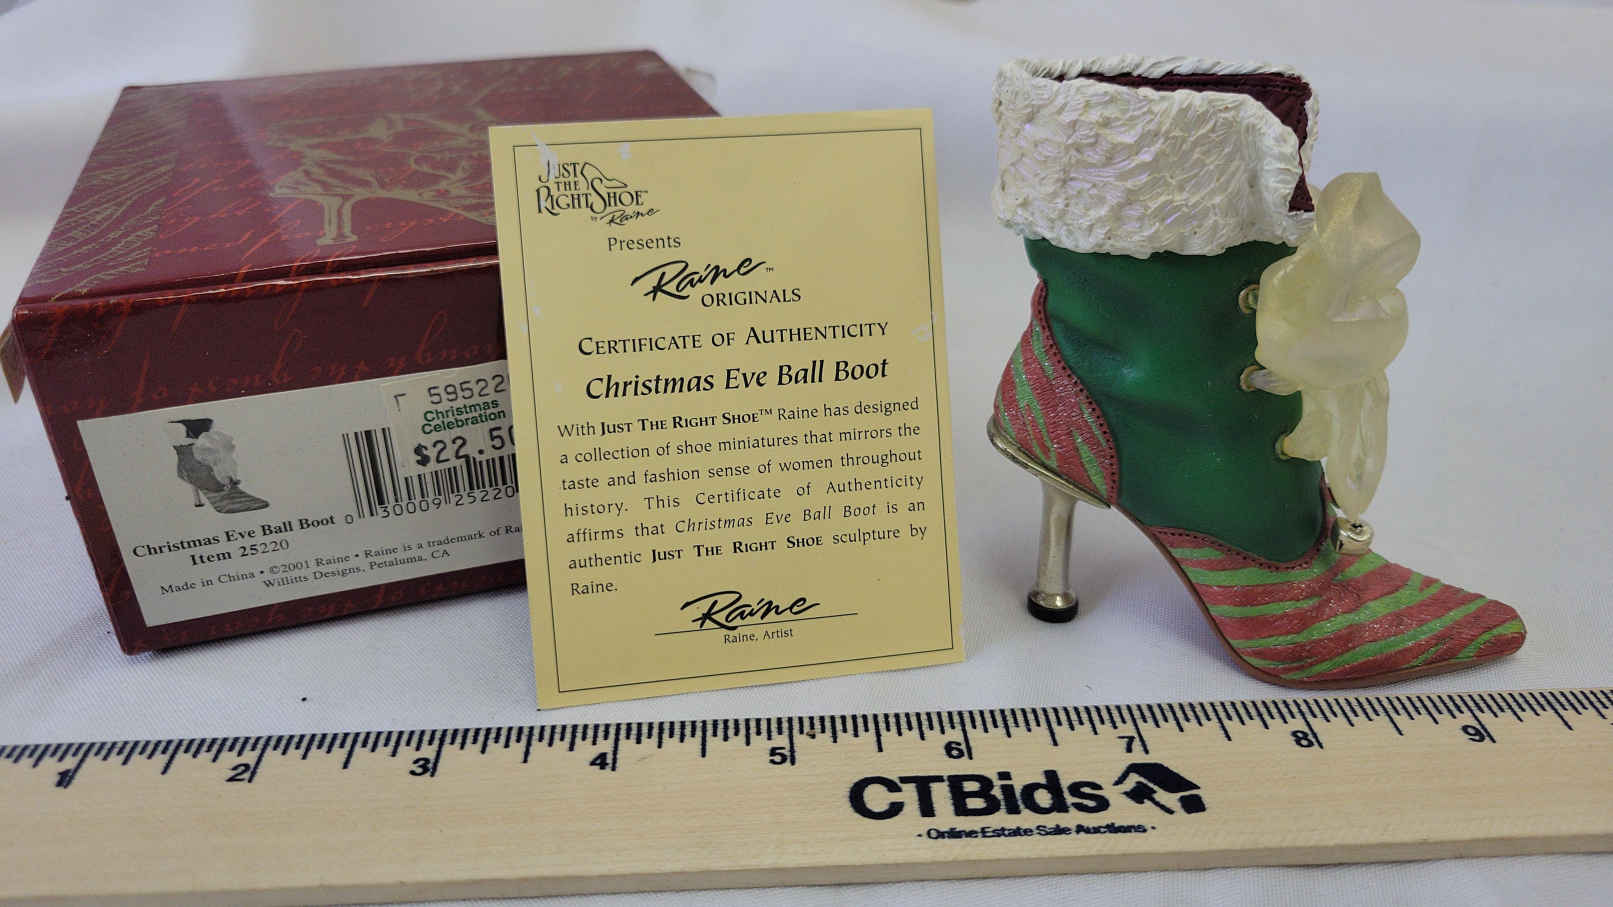 JUST
THE
RIGHT SHOE™
by Raine
Presents
Raine™
ORIGINALS
CERTIFICATE OF AUTHENTICITY
Christmas Eve Ball Boot
With JUST THE RIGHT SHOE™ Raine has designed
a collection of shoe miniatures that mirrors the
taste and fashion sense of women throughout
history. This Certificate of Authenticity
affirms that Christmas Eve Ball Boot is an
authentic JUST THE RIGHT SHOE sculpture by
Raine.
Raine
Raine, Artist
59522
Christmas
Celebration
$22.50
0 30009 25220
Christmas Eve Ball Boot
Item 25220
Made in China • ©2001 Raine • Raine is a trademark of
Willitts Designs, Petaluma, CA
1 2 3 4 5 6 7 8 9
CTBids
· Online Estate Sale Auctions ·